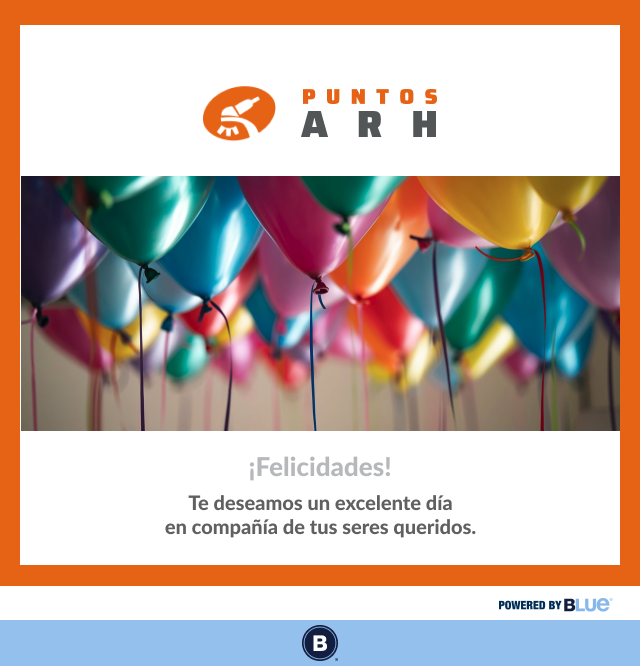 PUNTOS
ARH
¡Felicidades!
Te deseamos un excelente día
en compañía de tus seres queridos.
POWERED BY BLUE
B